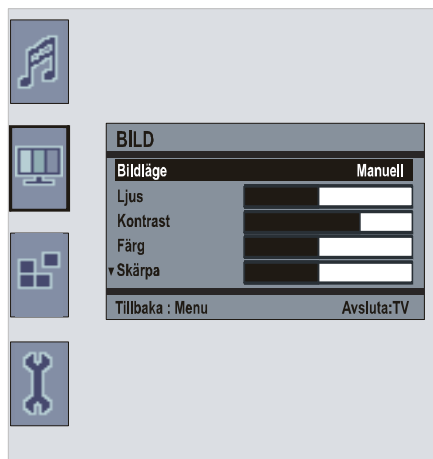 BILD
Bildläge Manuell
Ljus
Kontrast
Färg
▾Skärpa
Tillbaka : Menu Avsluta:TV